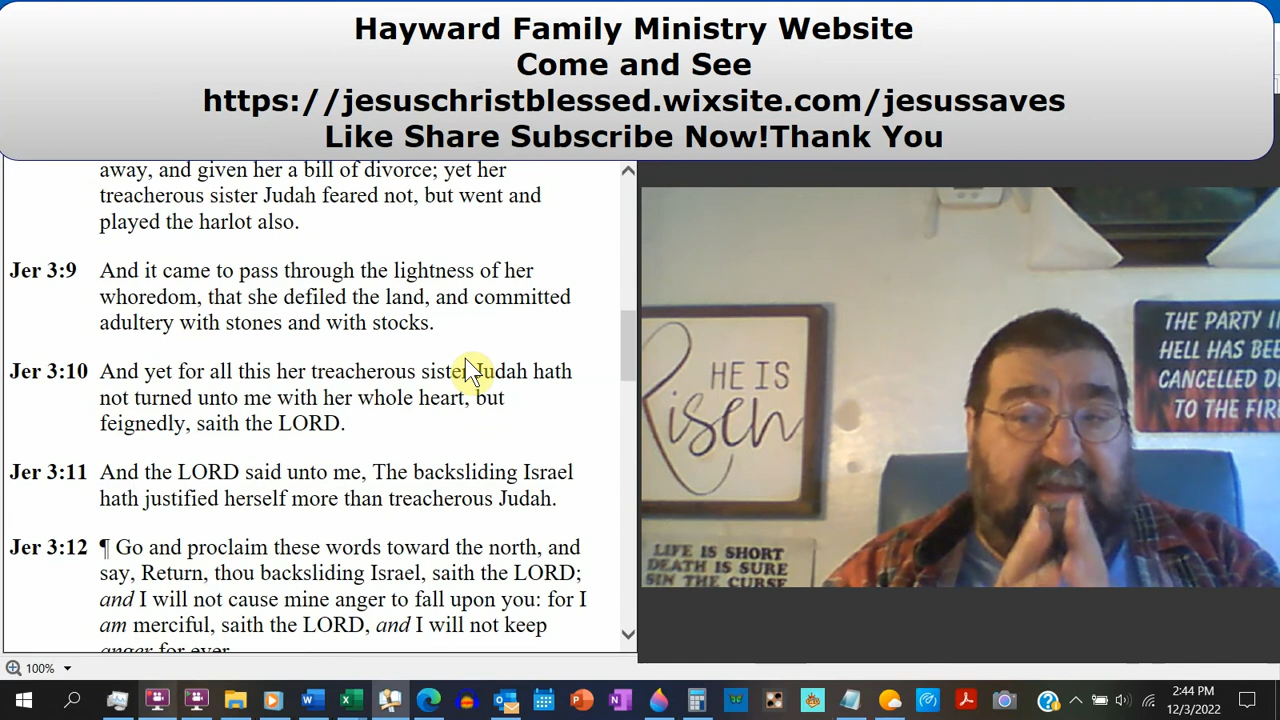 Hayward Family Ministry Website
Come and See
https://jesuschristblessed.wixsite.com/jesussaves
Like Share Subscribe Now!Thank You
away, and given her a bill of divorce; yet her
treacherous sister Judah feared not, but went and
played the harlot also.
Jer 3:9 And it came to pass through the lightness of her
whoredom, that she defiled the land, and committed
adultery with stones and with stocks.
Jer 3:10 And yet for all this her treacherous sister Judah hath
not turned unto me with her whole heart, but
feignedly, saith the LORD.
Jer 3:11 And the LORD said unto me, The backsliding Israel
hath justified herself more than treacherous Judah.
Jer 3:12 ¶ Go and proclaim these words toward the north, and
say, Return, thou backsliding Israel, saith the LORD;
and I will not cause mine anger to fall upon you: for I
am merciful, saith the LORD, and I will not keep
anger for ever.
HE IS
Risen
THE PARTY I
HELL HAS BEE
CANCELLED D
TO THE FIR
LIFE IS SHORT
DEATH IS SURE
SIN THE CURSE
100%
2:44 PM
12/3/2022